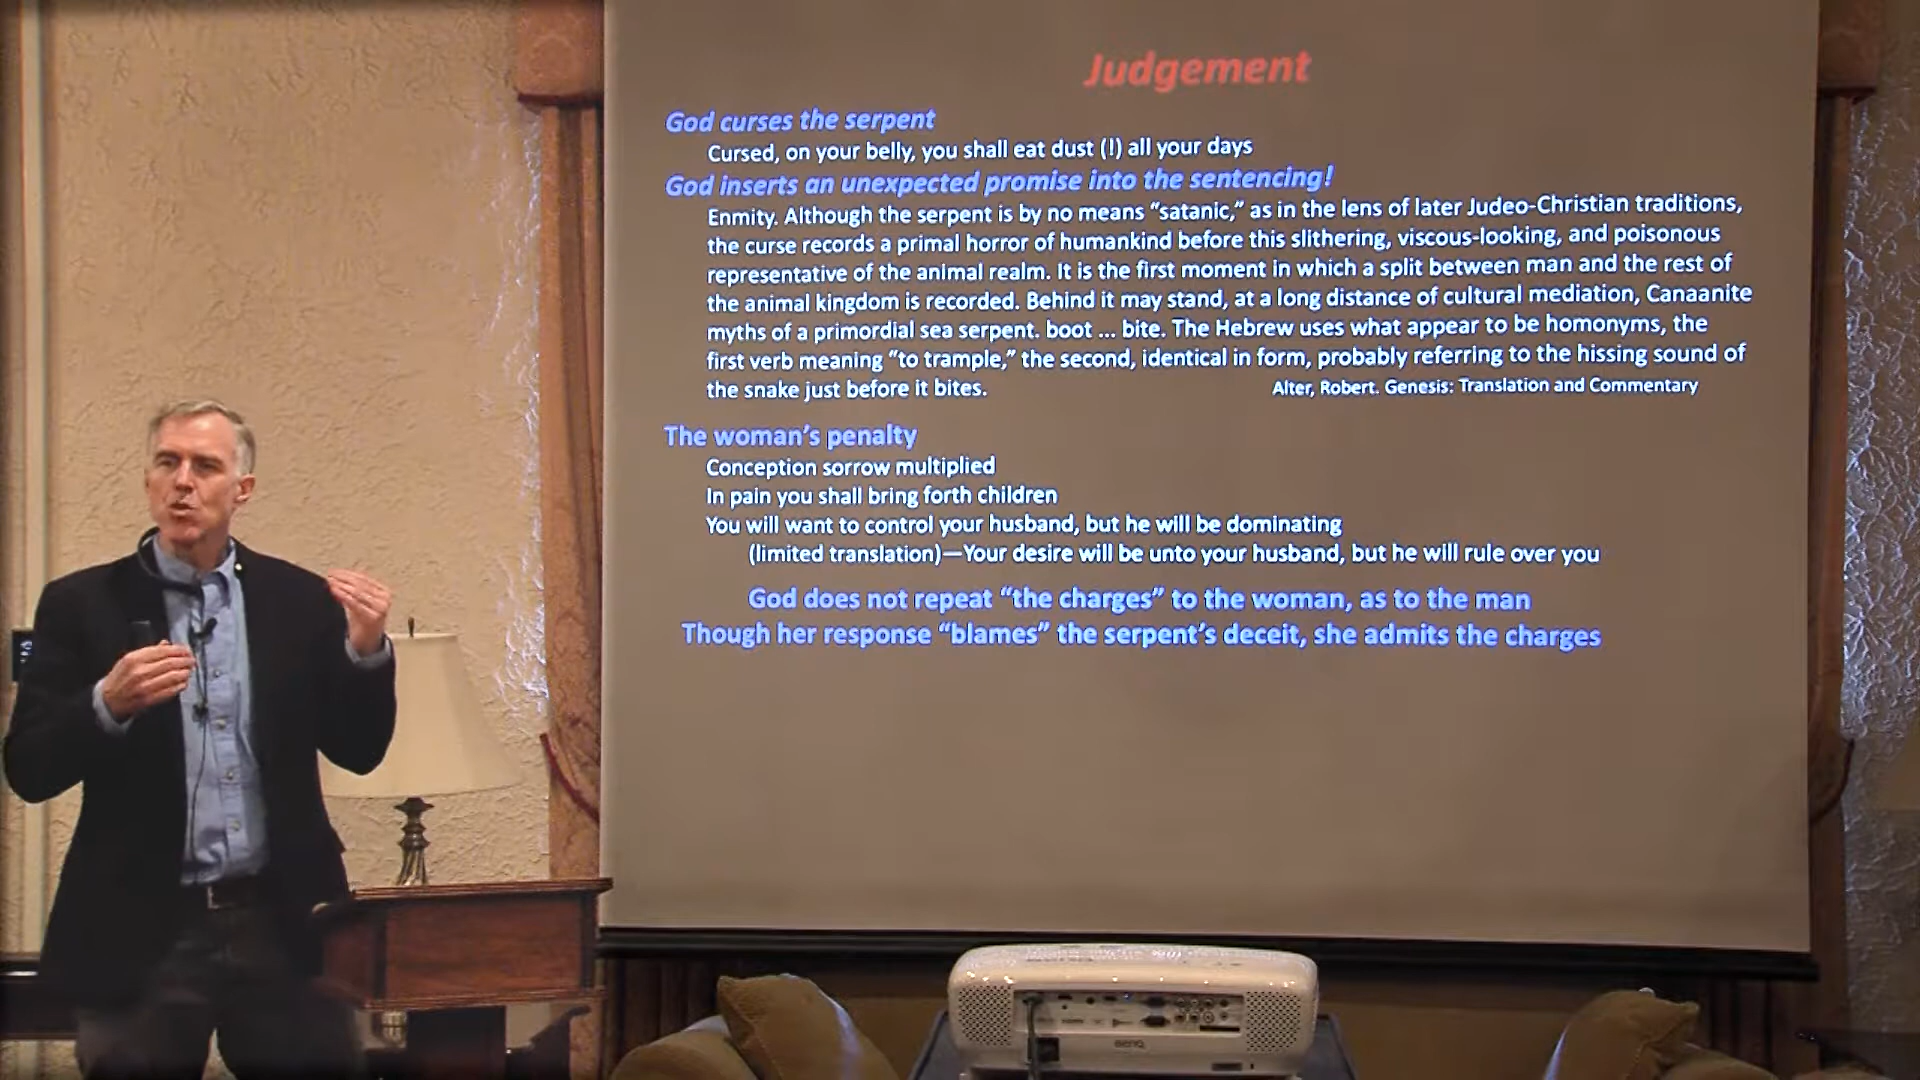 Judgement
God curses the serpent
Cursed, on your belly, you shall eat dust (!) all your days
God inserts an unexpected promise into the sentencing!
Enmity. Although the serpent is by no means “satanic,” as in the lens of later Judeo-Christian traditions,
the curse records a primal horror of humankind before this slithering, viscous-looking, and poisonous
representative of the animal realm. It is the first moment in which a split between man and the rest of
the animal kingdom is recorded. Behind it may stand, at a long distance of cultural mediation, Canaanite
myths of a primordial sea serpent. boot ... bite. The Hebrew uses what appear to be homonyms, the
first verb meaning “to trample,” the second, identical in form, probably referring to the hissing sound of
the snake just before it bites.
Alter, Robert. Genesis: Translation and Commentary
The woman’s penalty
Conception sorrow multiplied
In pain you shall bring forth children
You will want to control your husband, but he will be dominating
(limited translation)—Your desire will be unto your husband, but he will rule over you
God does not repeat “the charges” to the woman, as to the man
Though her response “blames” the serpent’s deceit, she admits the charges
BenQ